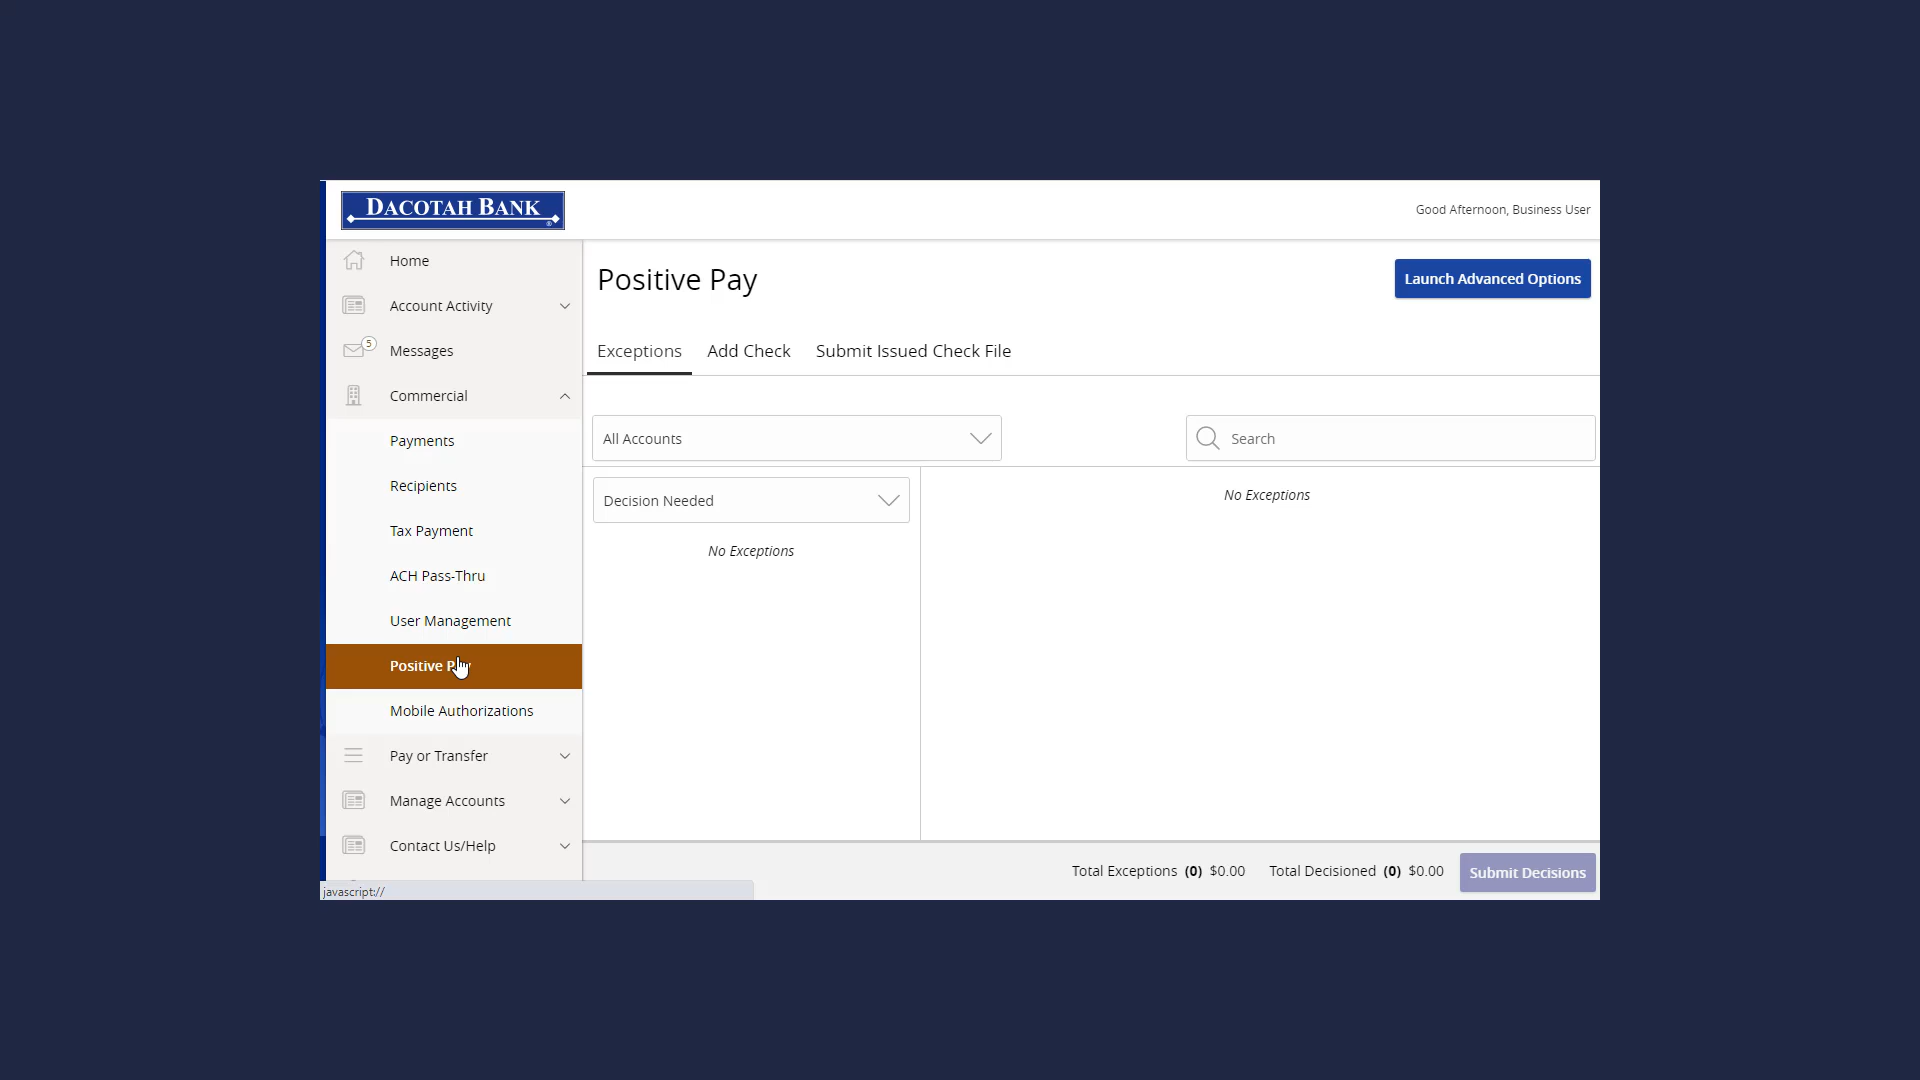 DACOTAH BANK
Good Afternoon, Business User
Home
Account Activity
5
Messages
Commercial
Payments
Recipients
Tax Payment
ACH Pass-Thru
User Management
Positive
Mobile Authorizations
Pay or Transfer
Manage Accounts
Contact Us/Help
javascript://
Positive Pay
Launch Advanced Options
Exceptions Add Check Submit Issued Check File
All Accounts
Search
Decision Needed
No Exceptions
No Exceptions
Total Exceptions (0) $0.00 Total Decisioned (0) $0.00 Submit Decisions